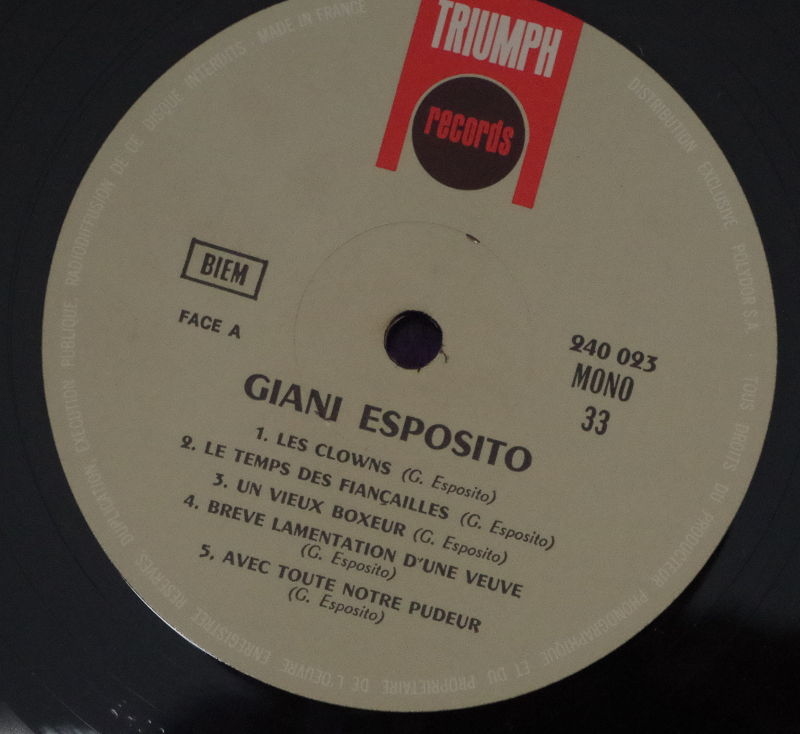 TRIUMPH
records
BIEM
FACE A
240 023
MONO
33
GIANI ESPOSITO
1. LES CLOWNS (G. Esposito)
2. LE TEMPS DES FIANÇAILLES (G. Esposito)
3. UN VIEUX BOXEUR (G. Esposito)
4. BREVE LAMENTATION D'UNE VEUVE
(G. Esposito)
5. AVEC TOUTE NOTRE PUDEUR
(G. Esposito)
DISTRIBUTION EXCLUSIVE POLYDOR S.A. TOUS DROITS DU PRODUCTEUR PHONOGRAPHIQUE ET DU PROPRIETAIRE DE L'OEUVRE ENREGISTREE RESERVES. DUPLICATION EXECUTION PUBLIQUE RADIODIFFUSION DE CE DISQUE INTERDITS . MADE IN FRANCE